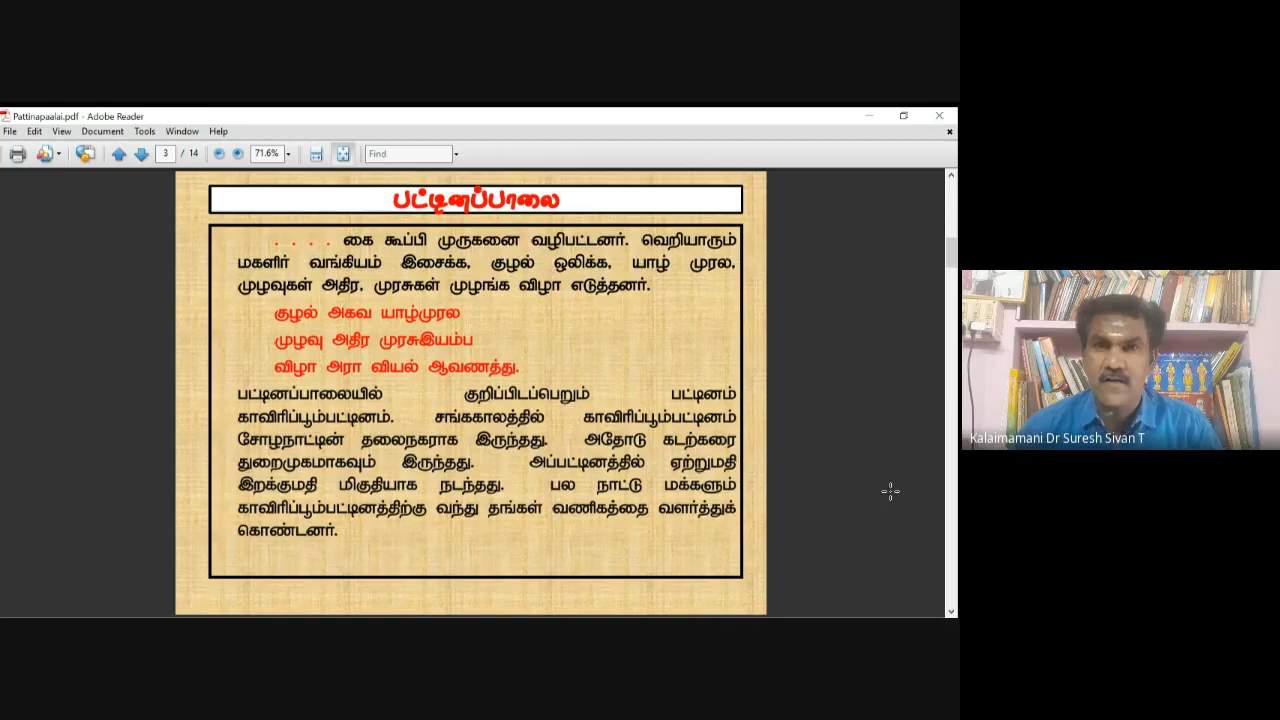 Pattinapaalai.pdf - Adobe Reader
File Edit View Document Tools Window Help
3 / 14 71.6% Find
பட்டினப்பாலை
. . . . கை கூப்பி முருகனை வழிபட்டனர். வெறியாரும்
மகளிர் வங்கியம் இசைக்க, குழல் ஒலிக்க, யாழ் முரல,
முழவுகள் அதிர, முரசுகள் முழங்க விழா எடுத்தனர்.
குழல் அகவ யாழ்முரல
முழவு அதிர முரசுஇயம்ப
விழா அரா வியல் ஆவணத்து.
பட்டினப்பாலையில் குறிப்பிடப்பெறும் பட்டினம்
காவிரிப்பூம்பட்டினம். சங்ககாலத்தில் காவிரிப்பூம்பட்டினம்
சோழநாட்டின் தலைநகராக இருந்தது. அதோடு கடற்கரை
துறைமுகமாகவும் இருந்தது. அப்பட்டினத்தில் ஏற்றுமதி
இறக்குமதி மிகுதியாக நடந்தது. பல நாட்டு மக்களும்
காவிரிப்பூம்பட்டினத்திற்கு வந்து தங்கள் வணிகத்தை வளர்த்துக்
கொண்டனர்.
Kalaimamani Dr Suresh Sivan T